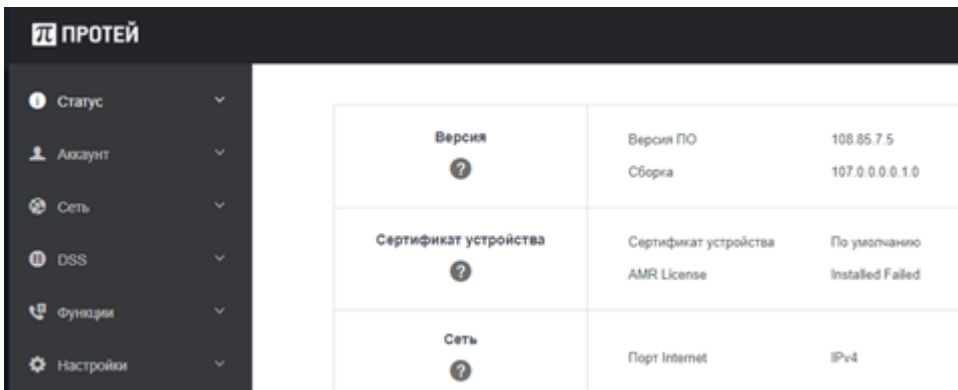 ПРОТЕЙ
Статус
Аккаунт
Сеть
DSS
Функции
Настройки
Версия
Версия ПО 108.85.7.5
Сборка 107.0.0.0.0.1.0
Сертификат устройства
Сертификат устройства По умолчанию
AMR License Installed Failed
Сеть
Порт Internet IPv4